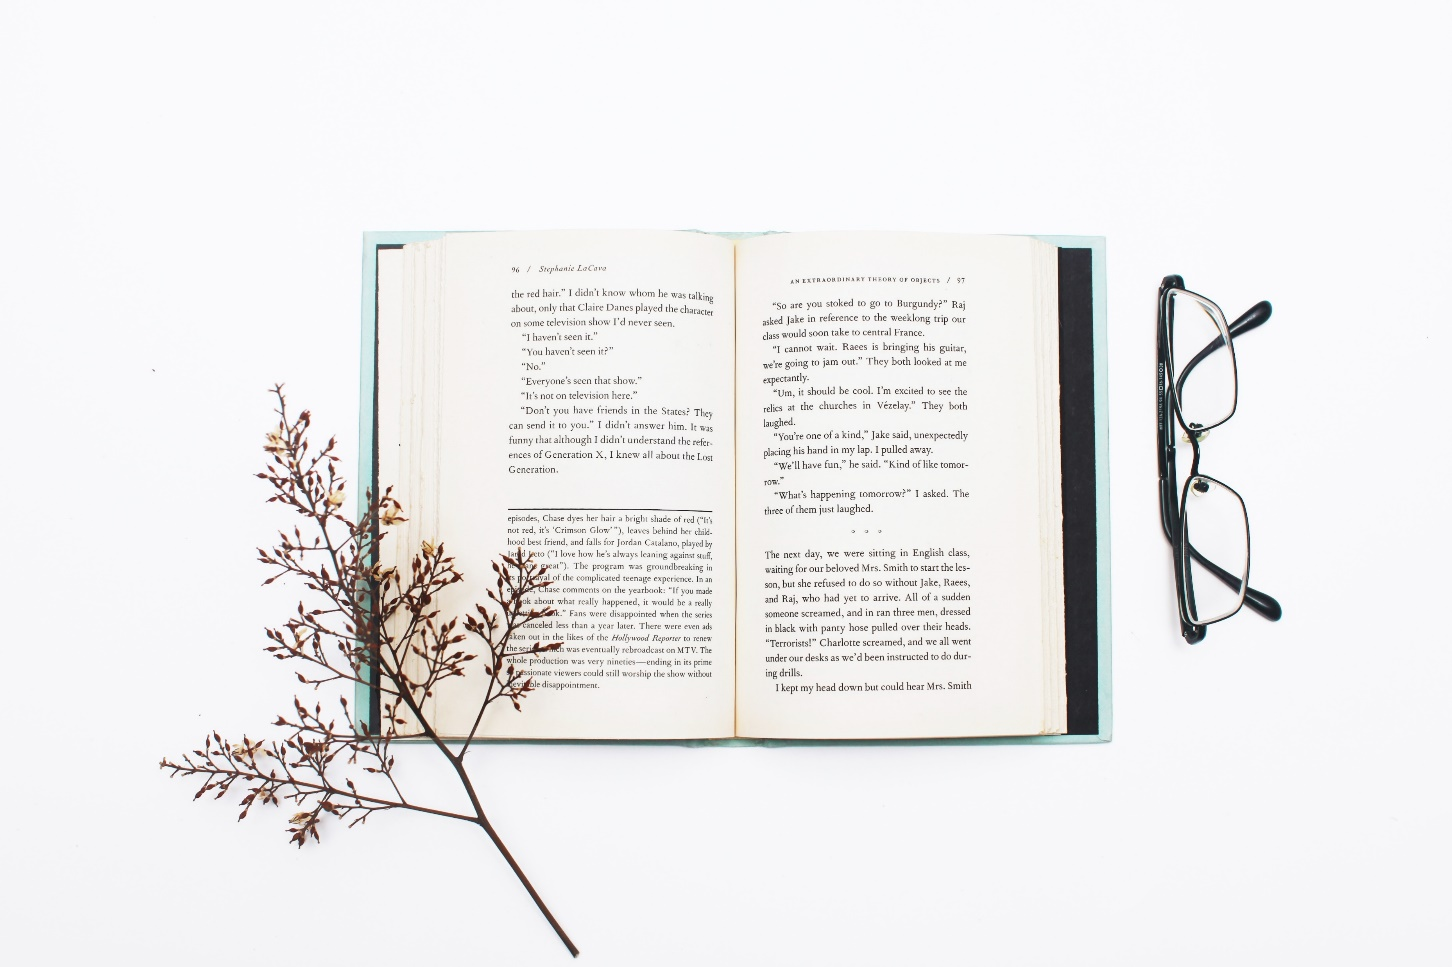 96 / Stephanie LaCava
the red hair.” I didn’t know whom he was talking
about, only that Claire Danes played the character
on some television show I’d never seen.
“I haven’t seen it.”
“You haven’t seen it?”
“No.”
“Everyone’s seen that show.”
“It’s not on television here.”
“Don’t you have friends in the States? They
can send it to you.” I didn’t answer him. It was
funny that although I didn’t understand the refer-
ences of Generation X, I knew all about the Lost
Generation.
episodes, Chase dyes her hair a bright shade of red (“It’s
not red, it’s ‘Crimson Glow’”), leaves behind her child-
hood best friend, and falls for Jordan Catalano, played by
Leto (“I love how he’s always leaning against stuff,
great”). The program was groundbreaking in
its portrayal of the complicated teenage experience. In an
episode, Chase comments on the yearbook: “If you made
book about what really happened, it would be a really
Fans were disappointed when the series
was canceled less than a year later. There were even ads
taken out in the likes of the Hollywood Reporter to renew
the series, which was eventually rebroadcast on MTV. The
whole production was very nineties—ending in its prime
so passionate viewers could still worship the show without
inevitable disappointment.
AN EXTRAORDINARY THEORY OF OBJECTS / 97
“So are you stoked to go to Burgundy?” Raj
asked Jake in reference to the weeklong trip our
class would soon take to central France.
“I cannot wait. Raees is bringing his guitar,
we’re going to jam out.” They both looked at me
expectantly.
“Um, it should be cool. I’m excited to see the
relics at the churches in Vézelay.” They both
laughed.
“You’re one of a kind,” Jake said, unexpectedly
placing his hand in my lap. I pulled away.
“We’ll have fun,” he said. “Kind of like tomor-
row.”
“What’s happening tomorrow?” I asked. The
three of them just laughed.
The next day, we were sitting in English class,
waiting for our beloved Mrs. Smith to start the les-
son, but she refused to do so without Jake, Raees,
and Raj, who had yet to arrive. All of a sudden
someone screamed, and in ran three men, dressed
in black with panty hose pulled over their heads.
“Terrorists!” Charlotte screamed, and we all went
under our desks as we’d been instructed to do dur-
ing drills.
I kept my head down but could hear Mrs. Smith